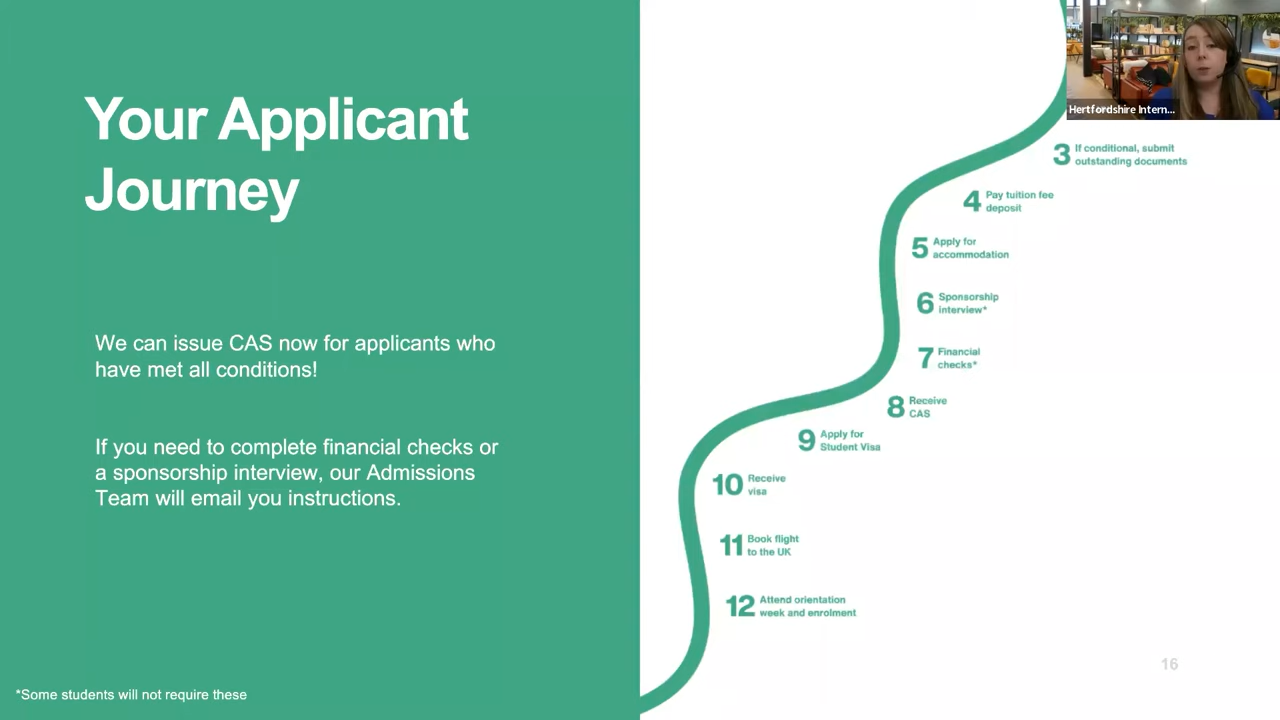 Your Applicant
Journey
We can issue CAS now for applicants who
have met all conditions!
If you need to complete financial checks or
a sponsorship interview, our Admissions
Team will email you instructions.
*Some students will not require these
Hertfordshire Intern...
3 If conditional, submit
outstanding documents
4 Pay tuition fee
deposit
5 Apply for
accommodation
6 Sponsorship
interview*
7 Financial
checks*
8 Receive
CAS
9 Apply for
Student Visa
10 Receive
visa
11 Book flight
to the UK
12 Attend orientation
week and enrolment
16